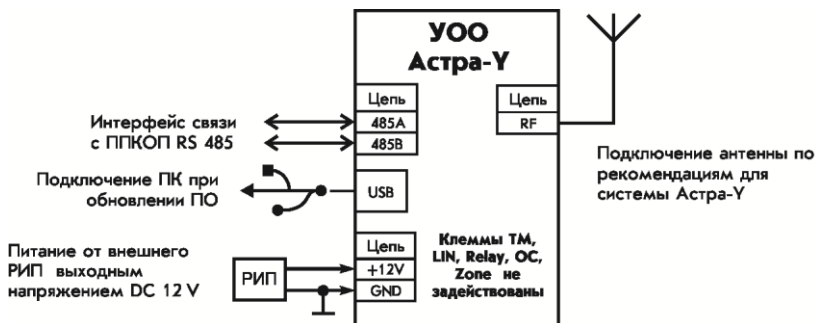 УОО
Астра-Y
Цепь
485A
485B
Цепь
RF
Интерфейс связи
с ППКОП RS 485
Подключение антенны по
рекомендациям для
системы Астра-Y
Подключение ПК при
обновлении ПО
USB
Питание от внешнего
РИП выходным
напряжением DC 12 V
РИП
Цепь
+12V
GND
Клеммы TM,
LIN, Relay, OC,
Zone не
задействованы